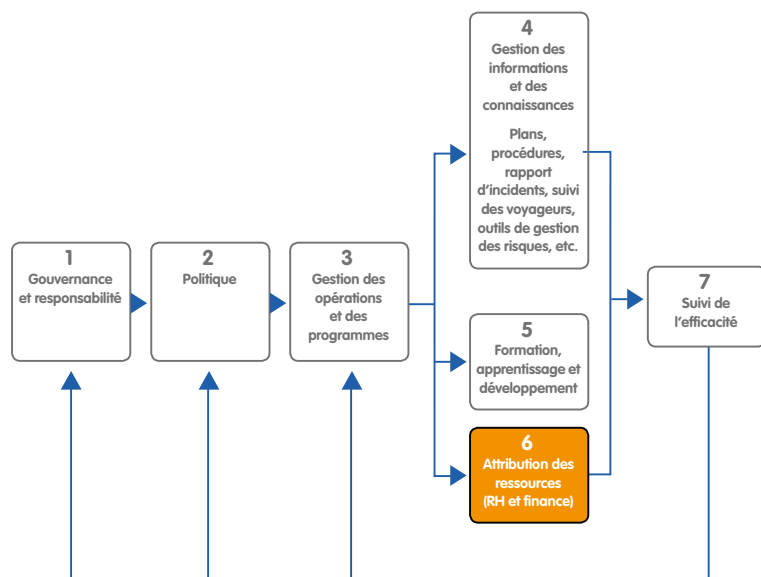 1
Gouvernance
et responsabilité
2
Politique
3
Gestion des
opérations
et des
programmes
4
Gestion des
informations
et des
connaissances
Plans,
procédures,
rapport
d’incidents, suivi
des voyageurs,
outils de gestion
des risques, etc.
5
Formation,
apprentissage et
développement
6
Attribution des
ressources
(RH et finance)
7
Suivi de
l’efficacité